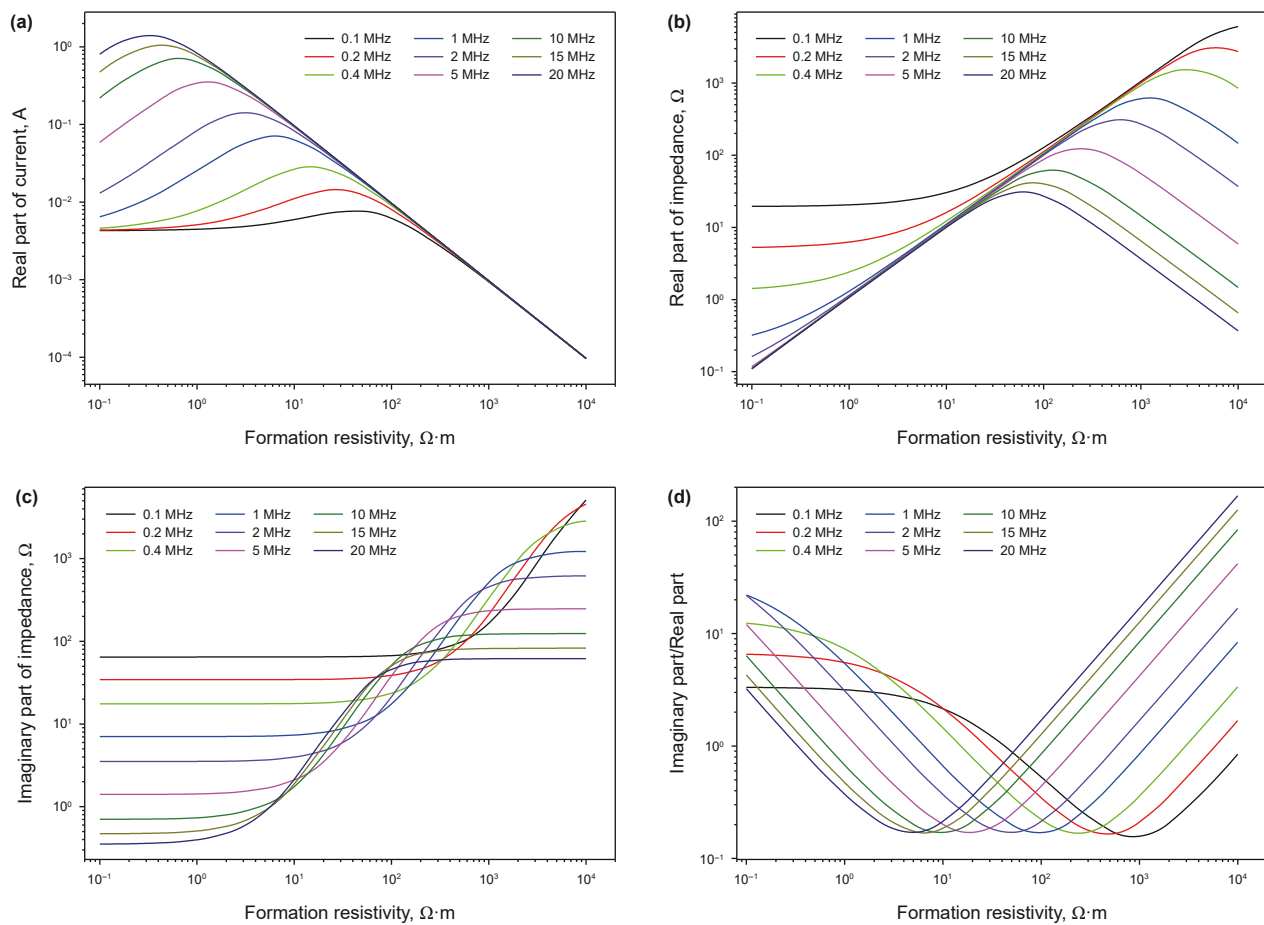 (a)
Real part of current, A
10⁰
10⁻¹
10⁻²
10⁻³
10⁻⁴
0.1 MHz 1 MHz 10 MHz
0.2 MHz 2 MHz 15 MHz
0.4 MHz 5 MHz 20 MHz
10⁻¹ 10⁰ 10¹ 10² 10³ 10⁴
Formation resistivity, Ω·m
(b)
Real part of impedance, Ω
10³
10²
10¹
10⁰
10⁻¹
0.1 MHz 1 MHz 10 MHz
0.2 MHz 2 MHz 15 MHz
0.4 MHz 5 MHz 20 MHz
10⁻¹ 10⁰ 10¹ 10² 10³ 10⁴
Formation resistivity, Ω·m
(c)
Imaginary part of impedance, Ω
10³
10²
10¹
10⁰
0.1 MHz 1 MHz 10 MHz
0.2 MHz 2 MHz 15 MHz
0.4 MHz 5 MHz 20 MHz
10⁻¹ 10⁰ 10¹ 10² 10³ 10⁴
Formation resistivity, Ω·m
(d)
Imaginary part/Real part
10²
10¹
10⁰
10⁻¹
0.1 MHz 1 MHz 10 MHz
0.2 MHz 2 MHz 15 MHz
0.4 MHz 5 MHz 20 MHz
10⁻¹ 10⁰ 10¹ 10² 10³ 10⁴
Formation resistivity, Ω·m